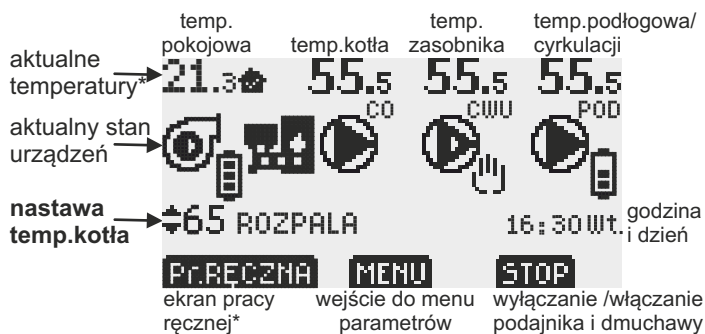 temp. pokojowa
temp.kotła
temp. zasobnika
temp.podłogowa/ cyrkulacji
aktualne temperatury*
21.3 55.5 55.5 55.5
CO CWU POD
aktualny stan urządzeń
nastawa temp.kotła
65 ROZPALA 16:30 Wt.
godzina i dzień
Pr.RĘCZNA MENU STOP
ekran pracy ręcznej*
wejście do menu parametrów
wyłączanie /włączanie podajnika i dmuchawy